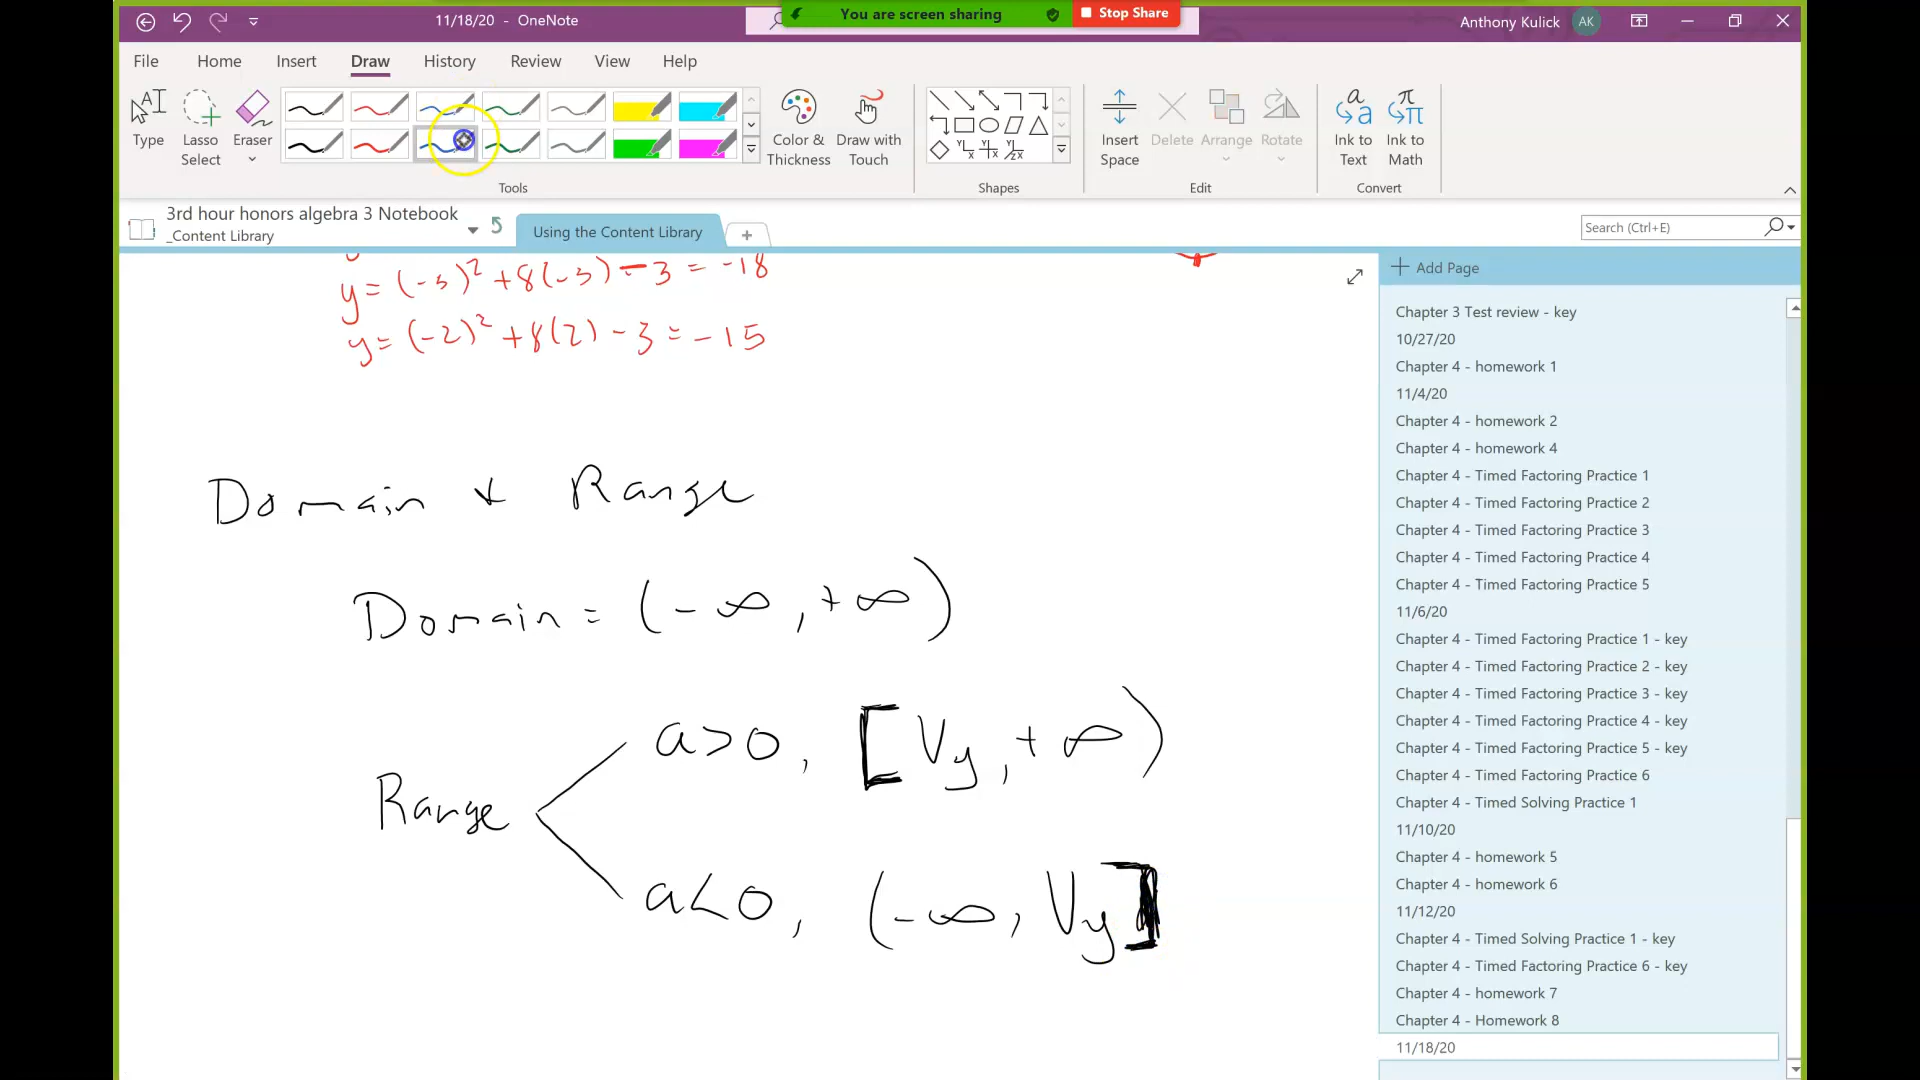 11/18/20 - OneNote
You are screen sharing
Stop Share
Anthony Kulick AK
File Home Insert Draw History Review View Help
Type
Lasso Select
Eraser
Color & Thickness
Draw with Touch
Insert Space
Delete
Arrange
Rotate
Ink to Text
Ink to Math
Tools
Shapes
Edit
Convert
3rd hour honors algebra 3 Notebook
_Content Library
Using the Content Library
Search (Ctrl+E)
y = (-3)² + 8(-3) - 3 = -18
y = (-2)² + 8(2) - 3 = -15
Domain & Range
Domain = (-∞, +∞)
Range
a>0, [Vy, +∞)
a<0, (-∞, Vy]
Add Page
Chapter 3 Test review - key
10/27/20
Chapter 4 - homework 1
11/4/20
Chapter 4 - homework 2
Chapter 4 - homework 4
Chapter 4 - Timed Factoring Practice 1
Chapter 4 - Timed Factoring Practice 2
Chapter 4 - Timed Factoring Practice 3
Chapter 4 - Timed Factoring Practice 4
Chapter 4 - Timed Factoring Practice 5
11/6/20
Chapter 4 - Timed Factoring Practice 1 - key
Chapter 4 - Timed Factoring Practice 2 - key
Chapter 4 - Timed Factoring Practice 3 - key
Chapter 4 - Timed Factoring Practice 4 - key
Chapter 4 - Timed Factoring Practice 5 - key
Chapter 4 - Timed Factoring Practice 6
Chapter 4 - Timed Solving Practice 1
11/10/20
Chapter 4 - homework 5
Chapter 4 - homework 6
11/12/20
Chapter 4 - Timed Solving Practice 1 - key
Chapter 4 - Timed Factoring Practice 6 - key
Chapter 4 - homework 7
Chapter 4 - Homework 8
11/18/20